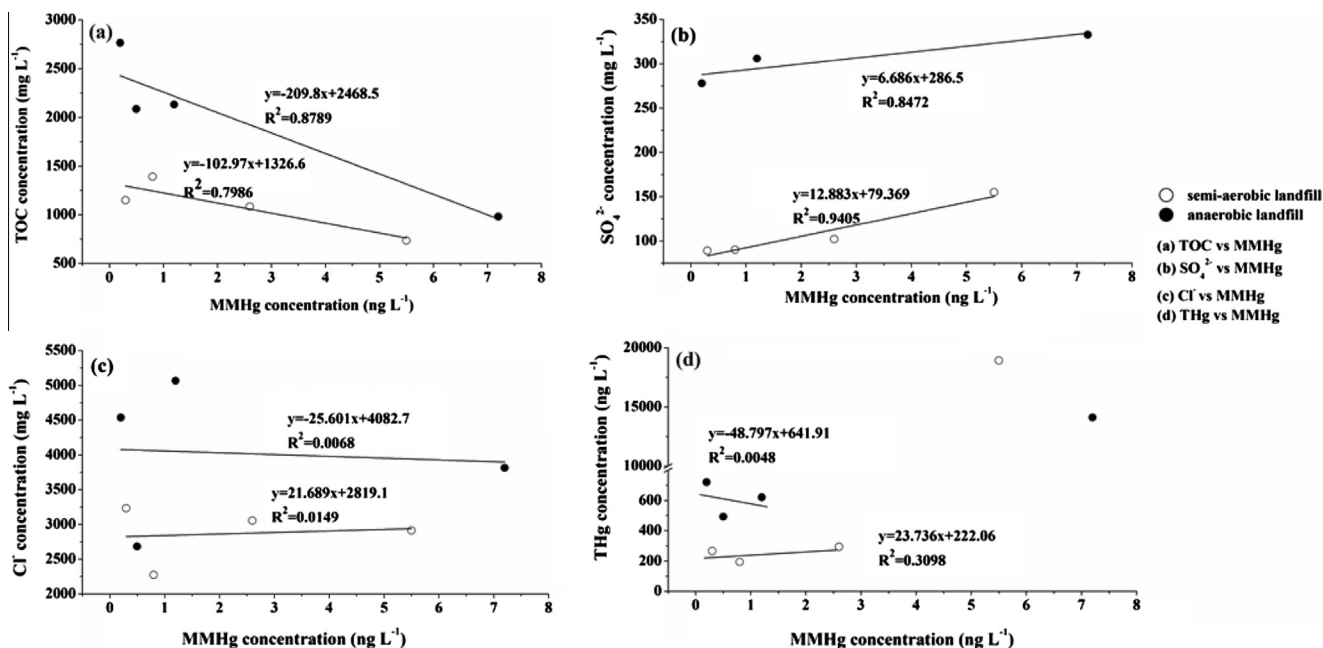 (a)
TOC concentration (mg L⁻¹)
3000
2500
2000
1500
1000
500
y=-209.8x+2468.5
R²=0.8789
y=-102.97x+1326.6
R²=0.7986
0 1 2 3 4 5 6 7 8
MMHg concentration (ng L⁻¹)
(b)
SO₄²⁻ concentration (mg L⁻¹)
350
300
250
200
150
100
y=6.686x+286.5
R²=0.8472
y=12.883x+79.369
R²=0.9405
0 1 2 3 4 5 6 7 8
MMHg concentration (ng L⁻¹)
semi-aerobic landfill
anaerobic landfill
(a) TOC vs MMHg
(b) SO₄²⁻ vs MMHg
(c) Cl⁻ vs MMHg
(d) THg vs MMHg
(c)
Cl⁻ concentration (mg L⁻¹)
5500
5000
4500
4000
3500
3000
2500
2000
y=-25.601x+4082.7
R²=0.0068
y=21.689x+2819.1
R²=0.0149
0 1 2 3 4 5 6 7 8
MMHg concentration (ng L⁻¹)
(d)
THg concentration (ng L⁻¹)
20000
15000
10000
800
600
400
200
0
y=-48.797x+641.91
R²=0.0048
y=23.736x+222.06
R²=0.3098
0 1 2 3 4 5 6 7 8
MMHg concentration (ng L⁻¹)